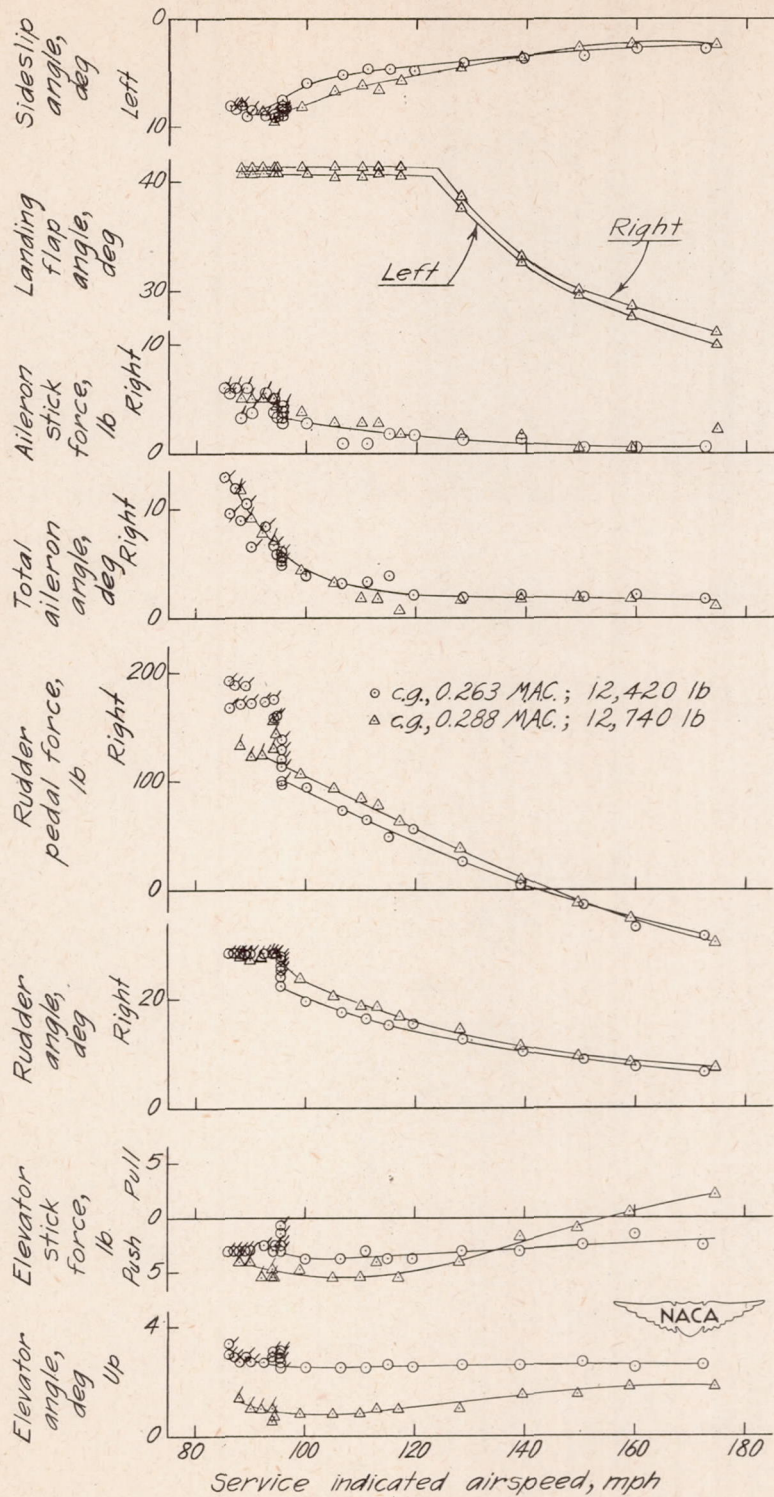 Sideslip
angle,
deg
Left
0
10
Landing
flap
angle,
deg
40
30
Right
Left
Aileron
stick
force,
lb
Right
10
0
Total
aileron
angle,
deg
Right
10
0
Rudder
pedal force,
lb
Right
200
100
0
c.g., 0.263 MAC.; 12,420 lb
c.g., 0.288 MAC.; 12,740 lb
Rudder
angle,
deg
Right
20
0
Elevator
stick
force,
lb.
Push Pull
5
0
5
NACA
Elevator
angle,
deg
Up
4
0
80 100 120 140 160 180
Service indicated airspeed, mph